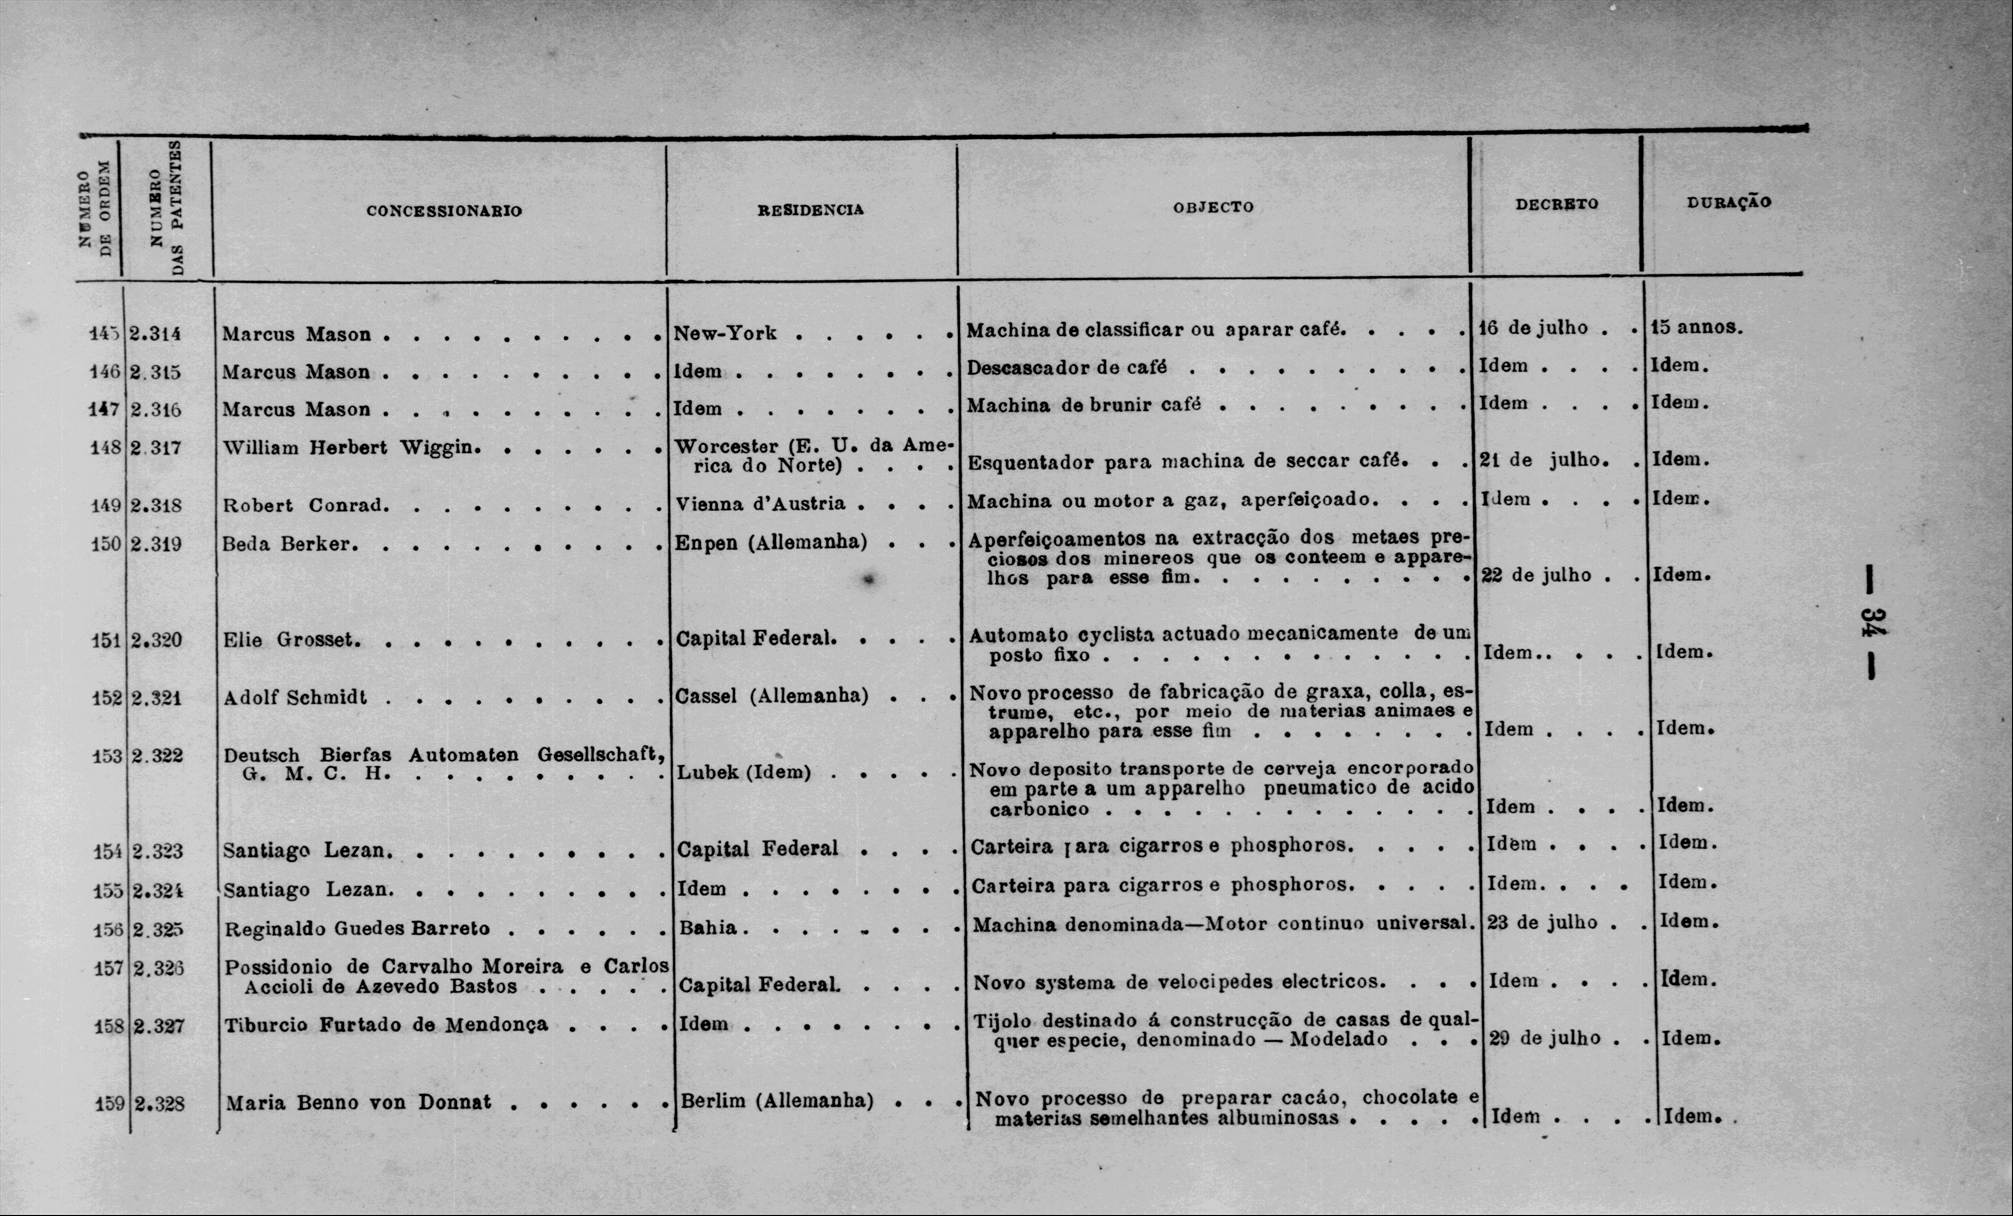 NUMERO DE ORDEM NUMERO DAS PATENTES CONCESSIONARIO RESIDENCIA OBJECTO DECRETO DURAÇÃO
145 2.314 Marcus Mason . . . . . . . . . . New-York . . . . . . Machina de classificar ou aparar café. . . . . 16 de julho . . 15 annos.
146 2.315 Marcus Mason . . . . . . . . . . Idem . . . . . . . . Descascador de café . . . . . . . . . . Idem . . . . Idem.
147 2.316 Marcus Mason . . . . . . . . . . Idem . . . . . . . . Machina de brunir café . . . . . . . . . Idem . . . . Idem.
148 2.317 William Herbert Wiggin. . . . . . . Worcester (E. U. da Ame-
rica do Norte) . . . . Esquentador para machina de seccar café. . . 21 de julho. . Idem.
149 2.318 Robert Conrad. . . . . . . . . . Vienna d'Austria . . . . Machina ou motor a gaz, aperfeiçoado. . . . Idem . . . . Idem.
150 2.319 Beda Berker. . . . . . . . . . . Enpen (Allemanha) . . . Aperfeiçoamentos na extracção dos metaes pre-
ciosos dos minereos que os conteem e appare-
lhos para esse fim. . . . . . . . . . 22 de julho . . Idem.
151 2.320 Elie Grosset. . . . . . . . . . . Capital Federal. . . . . Automato cyclista actuado mecanicamente de um
posto fixo . . . . . . . . . . . . . Idem.. . . . Idem.
152 2.321 Adolf Schmidt . . . . . . . . . . Cassel (Allemanha) . . . Novo processo de fabricação de graxa, colla, es-
trume, etc., por meio de materias animaes e
apparelho para esse fim . . . . . . . . Idem . . . . Idem.
153 2.322 Deutsch Bierfas Automaten Gesellschaft,
G. M. C. H. . . . . . . . . . Lubek (Idem) . . . . . Novo deposito transporte de cerveja encorporado
em parte a um apparelho pneumatico de acido
carbonico . . . . . . . . . . . . . Idem . . . . Idem.
154 2.323 Santiago Lezan. . . . . . . . . . Capital Federal . . . . Carteira para cigarros e phosphoros. . . . . Idem . . . . Idem.
155 2.324 Santiago Lezan. . . . . . . . . . Idem . . . . . . . . Carteira para cigarros e phosphoros. . . . . Idem. . . . Idem.
156 2.325 Reginaldo Guedes Barreto . . . . . . Bahia. . . . . . . . Machina denominada—Motor continuo universal. 23 de julho . . Idem.
157 2.326 Possidonio de Carvalho Moreira e Carlos
Accioli de Azevedo Bastos . . . . . Capital Federal. . . . . Novo systema de velocipedes electricos. . . . Idem . . . . Idem.
158 2.327 Tiburcio Furtado de Mendonça . . . . Idem . . . . . . . . Tijolo destinado á construcção de casas de qual-
quer especie, denominado — Modelado . . . 29 de julho . . Idem.
159 2.328 Maria Benno von Donnat . . . . . . Berlim (Allemanha) . . . Novo processo de preparar cacáo, chocolate e
materias semelhantes albuminosas . . . . . Idem . . . . Idem.
— 34 —